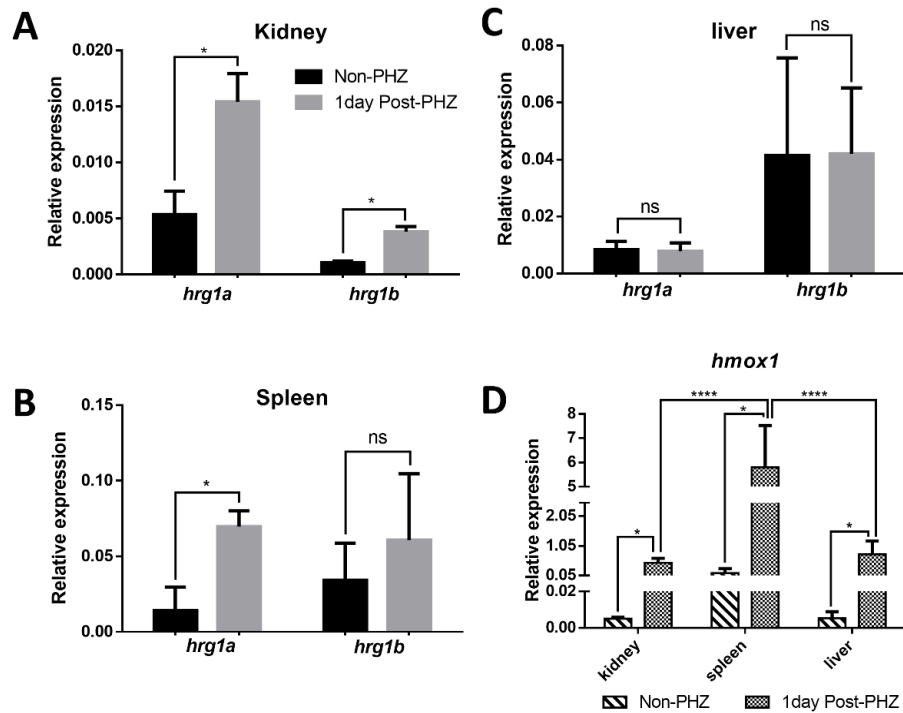 A
Kidney
0.020
0.015
0.010
0.005
0.000
Relative expression
*
*
Non-PHZ
1day Post-PHZ
hrg1a
hrg1b
C
liver
0.08
0.06
0.04
0.02
0.00
Relative expression
ns
ns
hrg1a
hrg1b
B
Spleen
0.15
0.10
0.05
0.00
Relative expression
*
ns
hrg1a
hrg1b
D
hmox1
8
7
6
5
2.05
1.05
0.05
0.02
0.00
Relative expression
****
****
*
*
*
kidney
spleen
liver
Non-PHZ
1day Post-PHZ